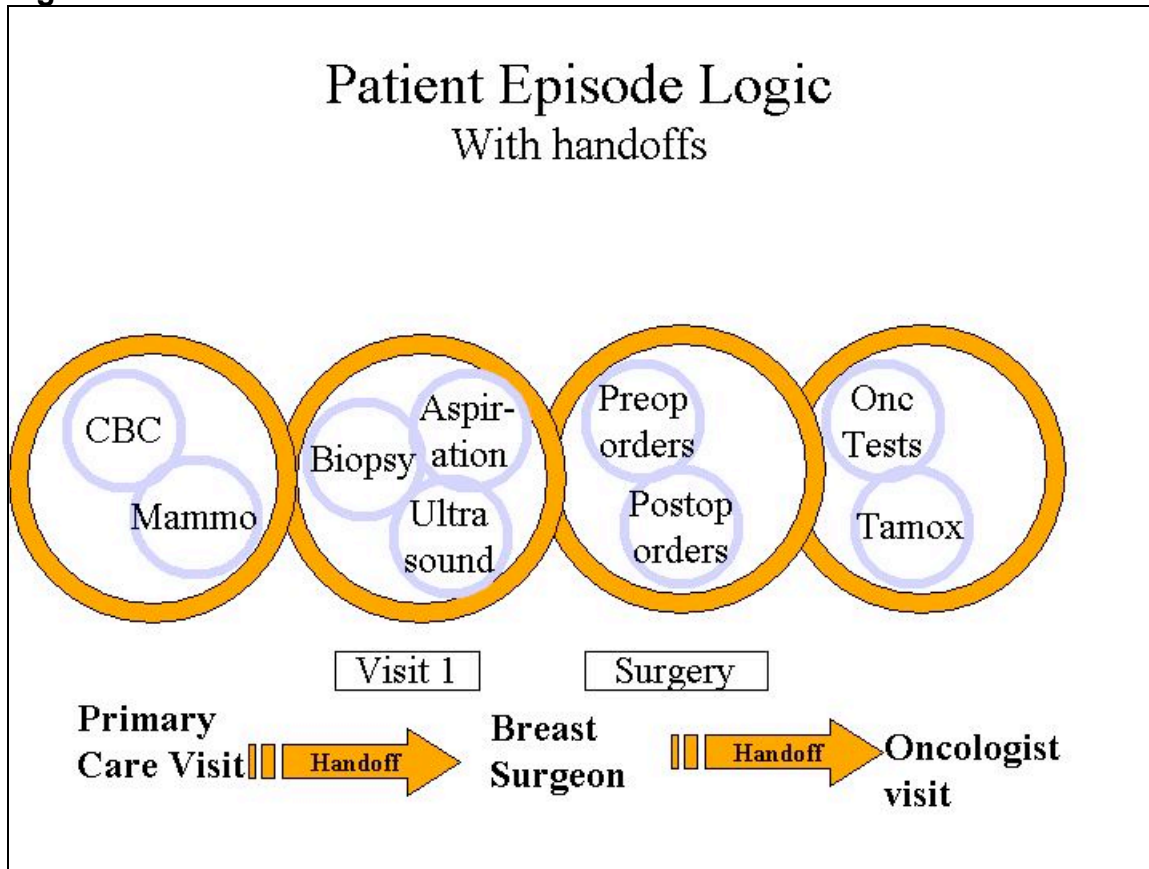 Patient Episode Logic
With handoffs
CBC
Mammo
Biopsy
Aspir-
ation
Ultra
sound
Preop
orders
Postop
orders
Onc
Tests
Tamox
Visit 1
Surgery
Primary
Care Visit
Handoff
Breast
Surgeon
Handoff
Oncologist
visit